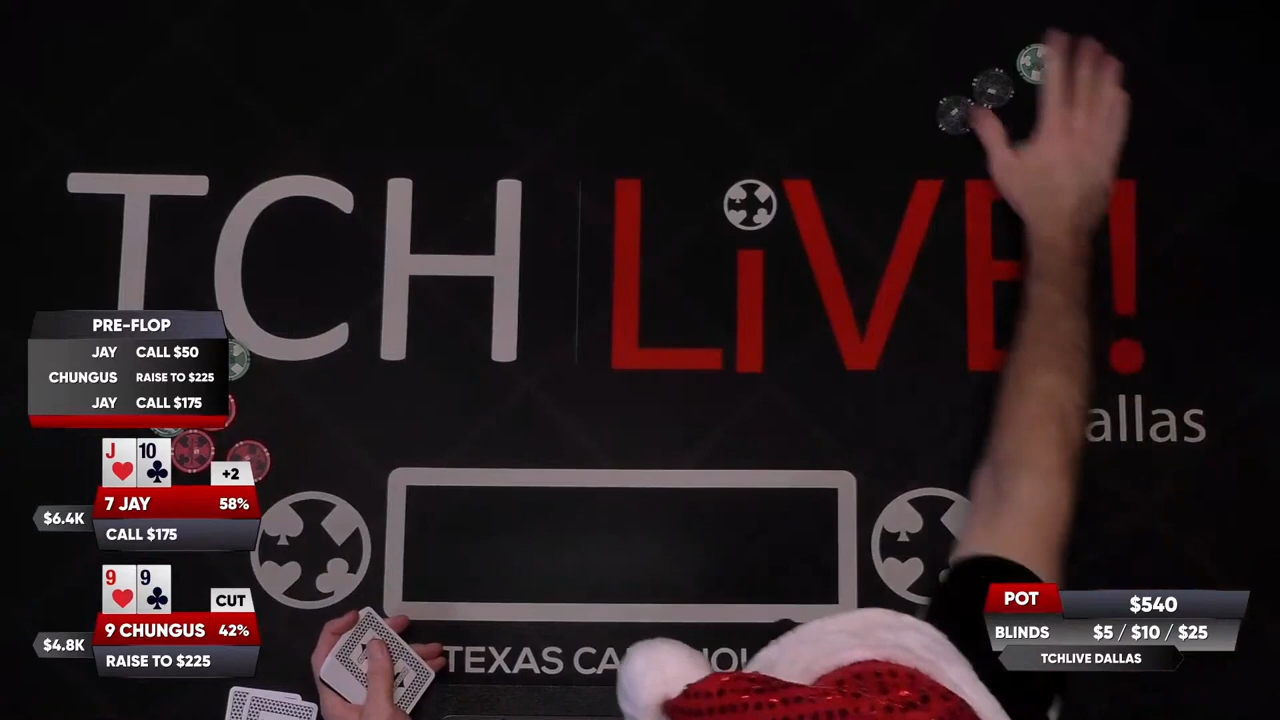 TCH LiVE!
Dallas
PRE-FLOP
JAY CALL $50
CHUNGUS RAISE TO $225
JAY CALL $175
J 10
+2
7 JAY 58%
$6.4K
CALL $175
9 9
CUT
9 CHUNGUS 42%
$4.8K
RAISE TO $225
TEXAS
POT $540
BLINDS $5 / $10 / $25
TCHLIVE DALLAS